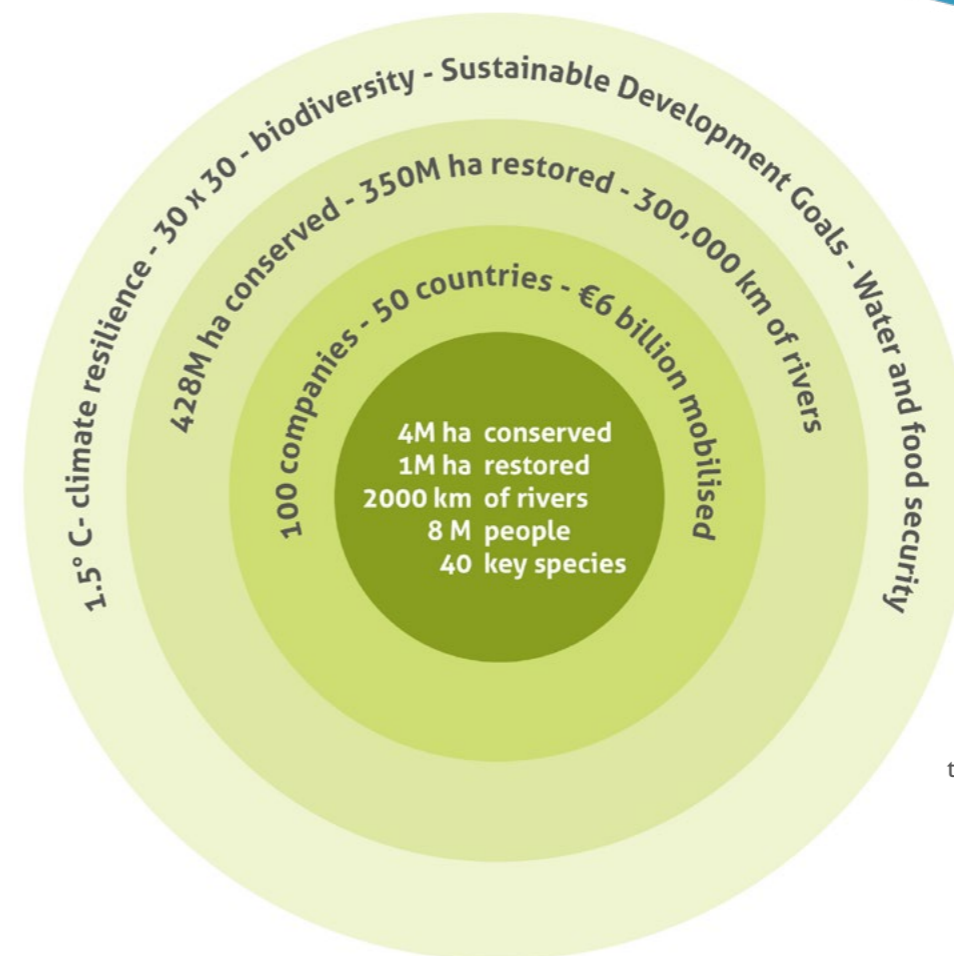 1.5° C- climate resilience - 30 x 30 - biodiversity - Sustainable Development Goals - Water and food security
428M ha conserved - 350M ha restored - 300,000 km of rivers
100 companies - 50 countries - €6 billion mobilised
4M ha conserved
1M ha restored
2000 km of rivers
8 M people
40 key species
t